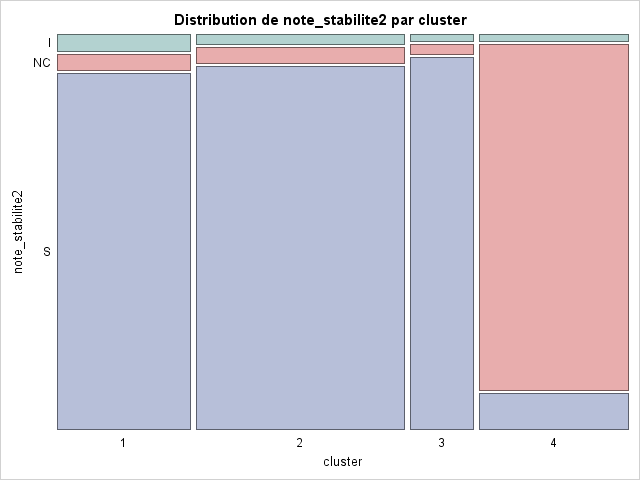 Distribution de note_stabilite2 par cluster
I
NC
S
note_stabilite2
1 2 3 4
cluster